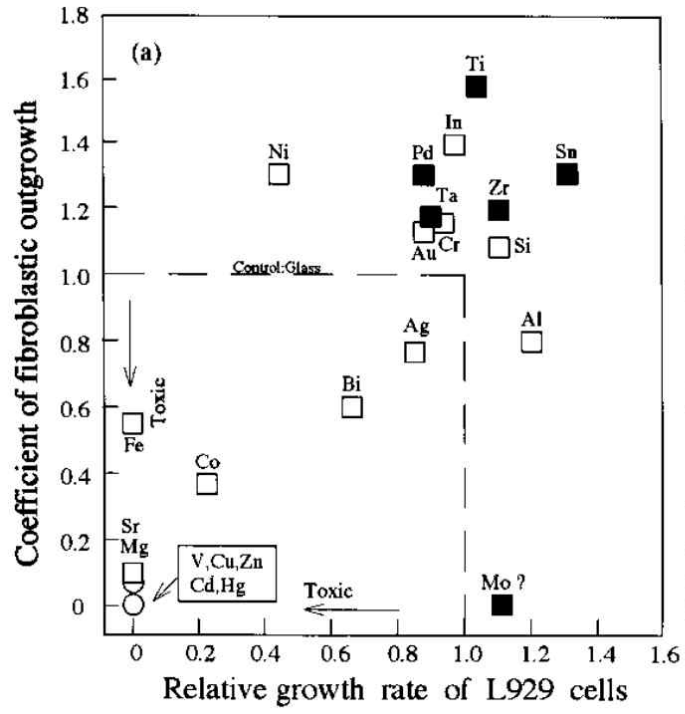 1.8
(a)
Ti
1.6
In
1.4
Ni
Pd
Sn
Ta
Zr
1.2
Au
Cr
Si
1.0
Control:Glass
Ag
Al
0.8
Toxic
Bi
0.6
Fe
Co
0.4
Sr
Mg
0.2
V,Cu,Zn
Cd,Hg
Toxic
Mo ?
0
0
0.2
0.4
0.6
0.8
1.0
1.2
1.4
1.6
Coefficient of fibroblastic outgrowth
Relative growth rate of L929 cells